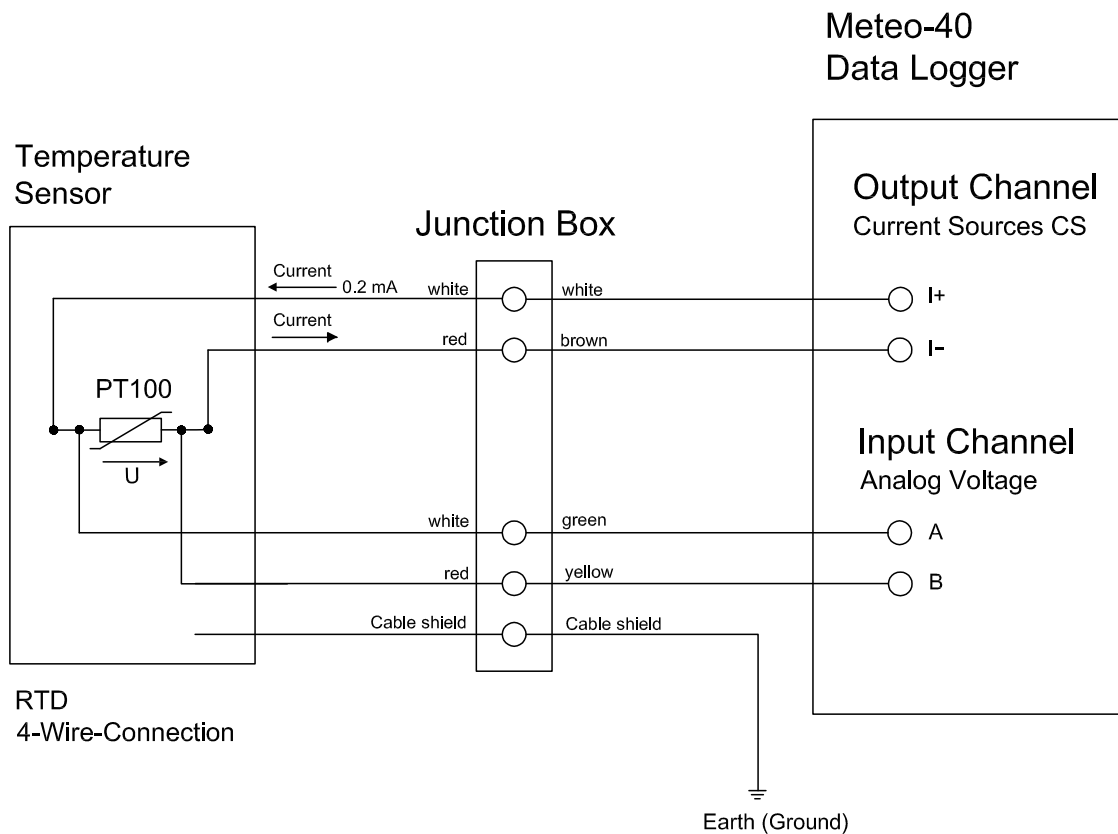 Meteo-40
Data Logger
Temperature
Sensor
Junction Box
Output Channel
Current Sources CS
Current
0.2 mA
white
white
I+
Current
red
brown
I-
PT100
U
Input Channel
Analog Voltage
white
green
A
red
yellow
B
Cable shield
Cable shield
RTD
4-Wire-Connection
Earth (Ground)